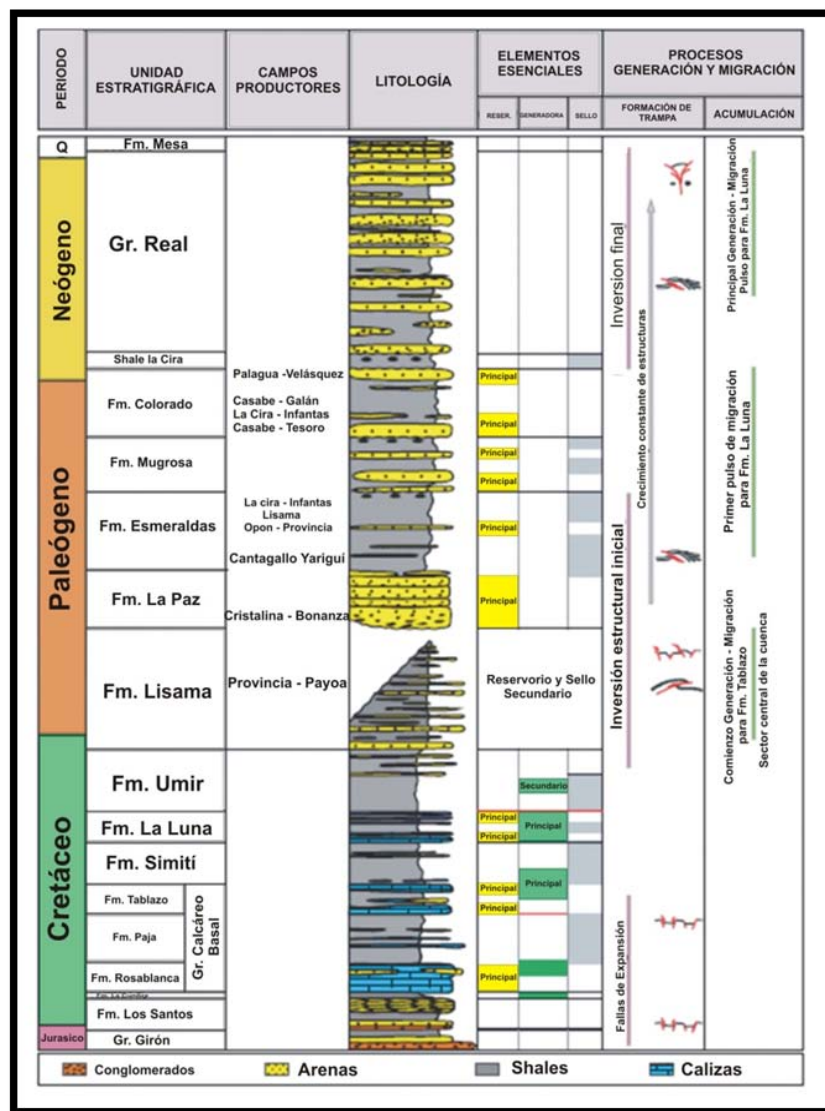 PERIODO
UNIDAD
ESTRATIGRÁFICA
CAMPOS
PRODUCTORES
LITOLOGÍA
ELEMENTOS
ESENCIALES
RESER.
GENERADORA
SELLO
PROCESOS
GENERACIÓN Y MIGRACIÓN
FORMACIÓN DE
TRAMPA
ACUMULACIÓN
Q
Fm. Mesa
Neógeno
Gr. Real
Shale la Cira
Palagua -Velásquez
Principal
Paleógeno
Fm. Colorado
Casabe - Galán
La Cira - Infantas
Casabe - Tesoro
Principal
Fm. Mugrosa
Principal
Principal
Fm. Esmeraldas
La cira - Infantas
Lisama
Opon - Provincia
Principal
Cantagallo Yariguí
Fm. La Paz
Cristalina - Bonanza
Principal
Fm. Lisama
Provincia - Payoa
Reservorio y Sello
Secundario
Cretáceo
Fm. Umir
Secundario
Fm. La Luna
Principal
Principal
Principal
Fm. Simití
Principal
Fm. Tablazo
Principal
Principal
Fm. Paja
Gr. Calcáreo
Basal
Fm. Rosablanca
Principal
Fm. Los Santos
Jurasico
Gr. Girón
Inversion final
Crecimiento constante de estructuras
Inversión estructural inicial
Fallas de Expansión
Principal Generación - Migración
Pulso para Fm. La Luna
Primer pulso de migración
para Fm. La Luna
Comienzo Generación - Migración
para Fm. Tablazo
Sector central de la cuenca
Conglomerados
Arenas
Shales
Calizas